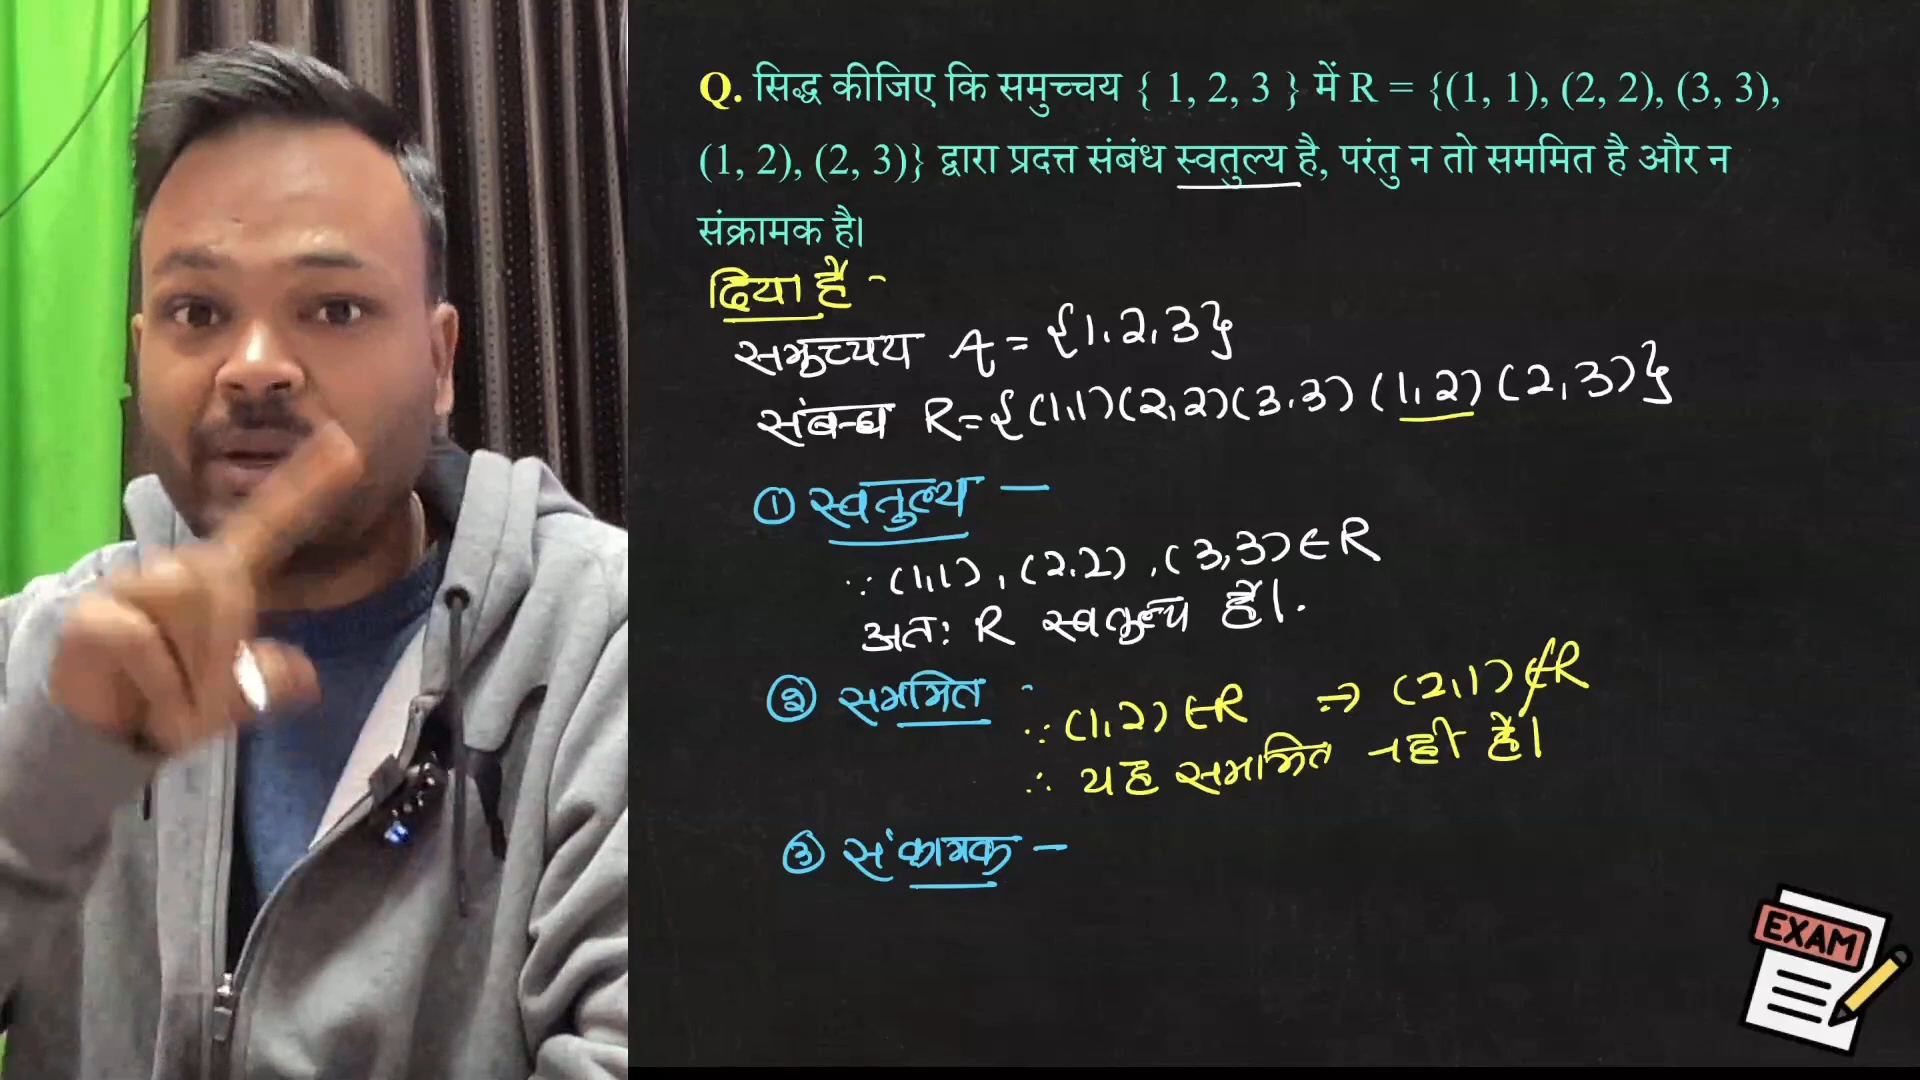 Q. सिद्ध कीजिए कि समुच्चय { 1, 2, 3 } में R = {(1, 1), (2, 2), (3, 3),
(1, 2), (2, 3)} द्वारा प्रदत्त संबंध स्वतुल्य है, परंतु न तो सममित है और न
संक्रामक है।
दिया है -
समुच्चय A = {1, 2, 3}
संबन्ध R = {(1,1) (2,2) (3,3) (1,2) (2,3)}
① स्वतुल्य —
∵ (1,1), (2,2), (3,3) ∈ R
अतः R स्वतुल्य है।
② सममित - ∵ (1,2) ∈ R ⇒ (2,1) ∉ R
∴ यह सममित नही है।
③ संक्रामक —
EXAM